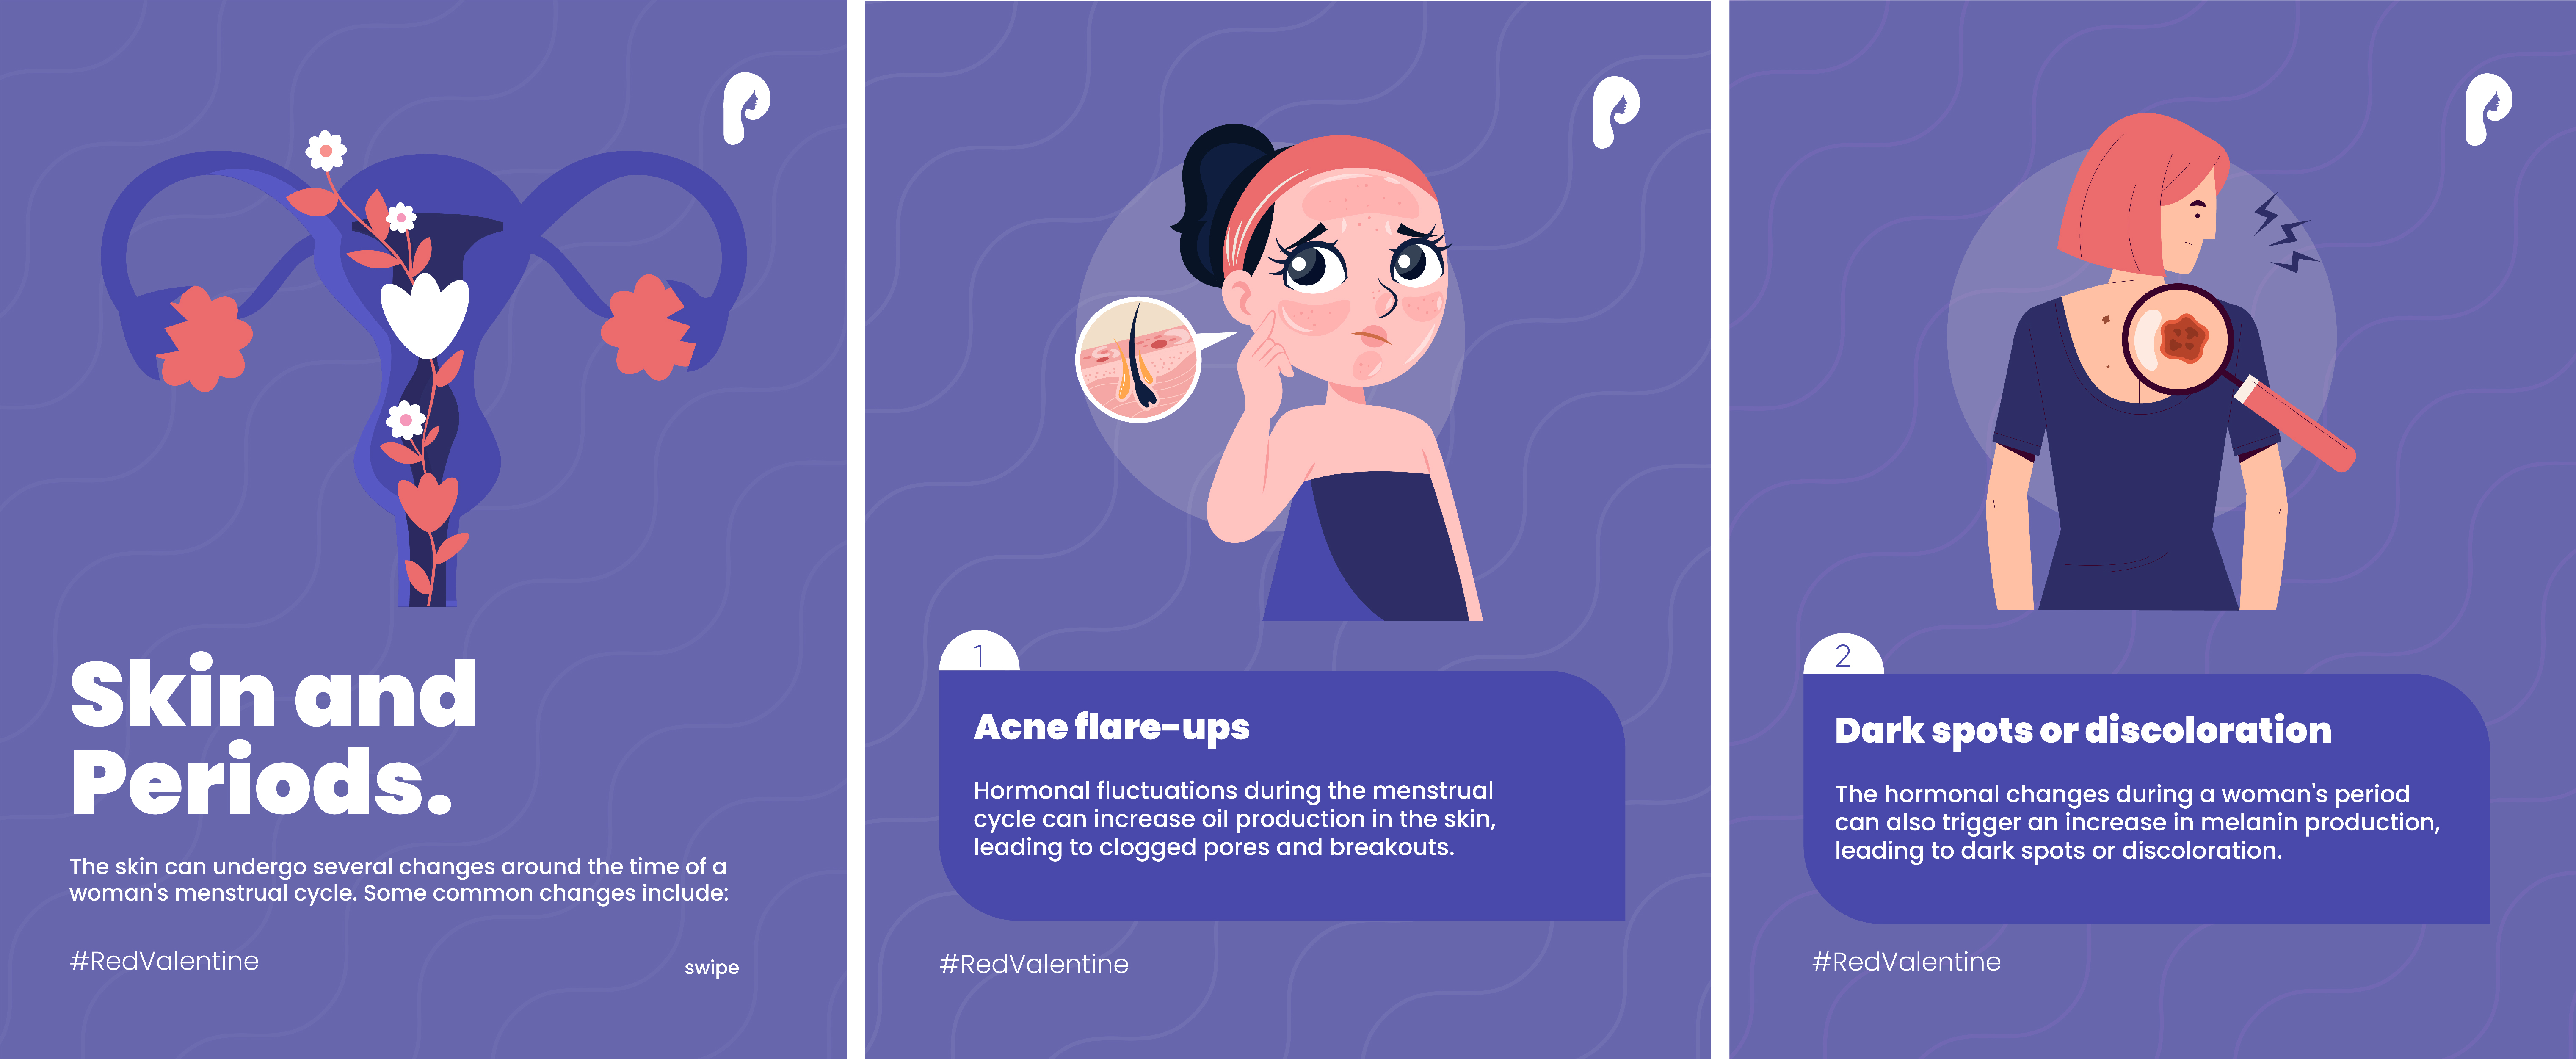 Skin and
Periods.
The skin can undergo several changes around the time of a
woman's menstrual cycle. Some common changes include:
#RedValentine
swipe
1
Acne flare-ups
Hormonal fluctuations during the menstrual
cycle can increase oil production in the skin,
leading to clogged pores and breakouts.
#RedValentine
2
Dark spots or discoloration
The hormonal changes during a woman's period
can also trigger an increase in melanin production,
leading to dark spots or discoloration.
#RedValentine